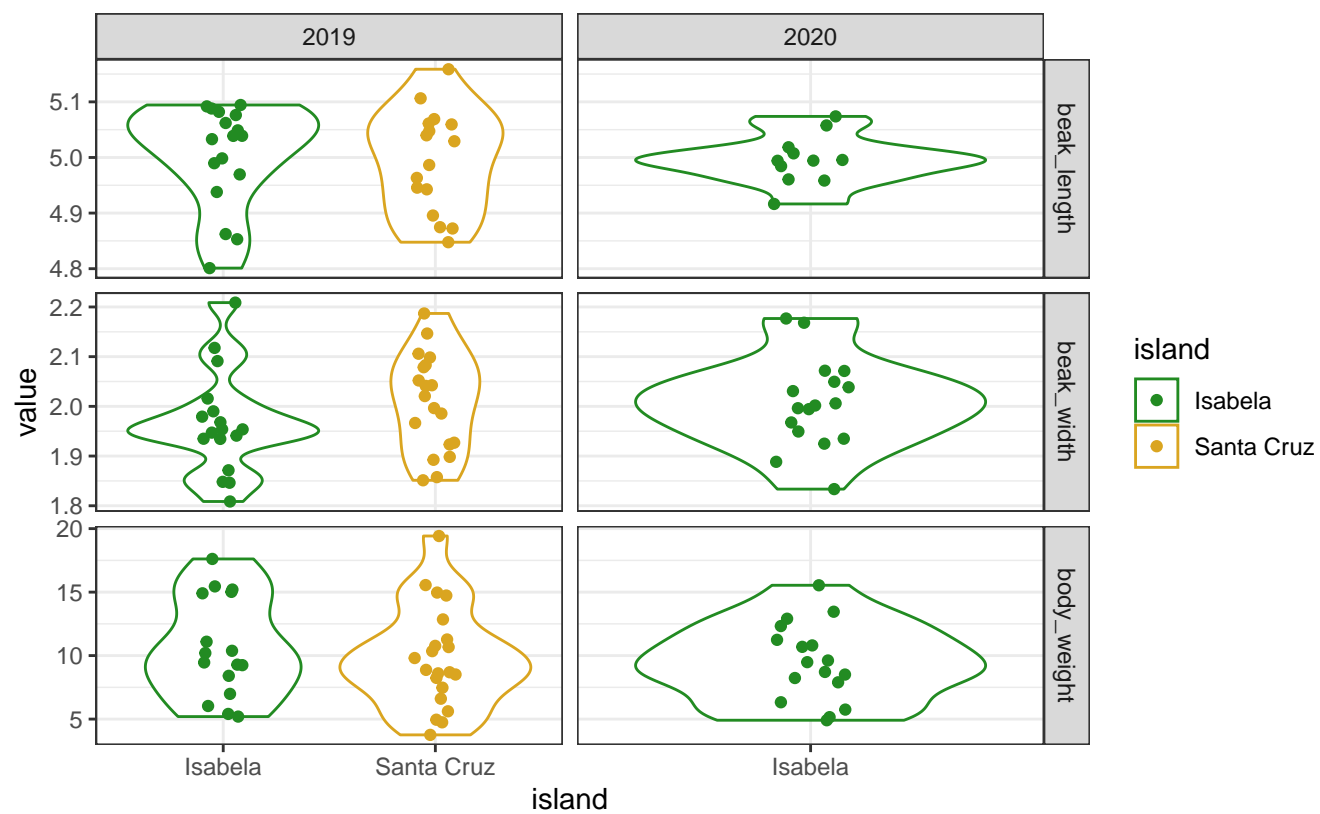 2019
2020
5.1
5.0
4.9
4.8
beak_length
2.2
2.1
2.0
1.9
1.8
beak_width
20
15
10
5
body_weight
value
Isabela
Santa Cruz
Isabela
island
island
Isabela
Santa Cruz